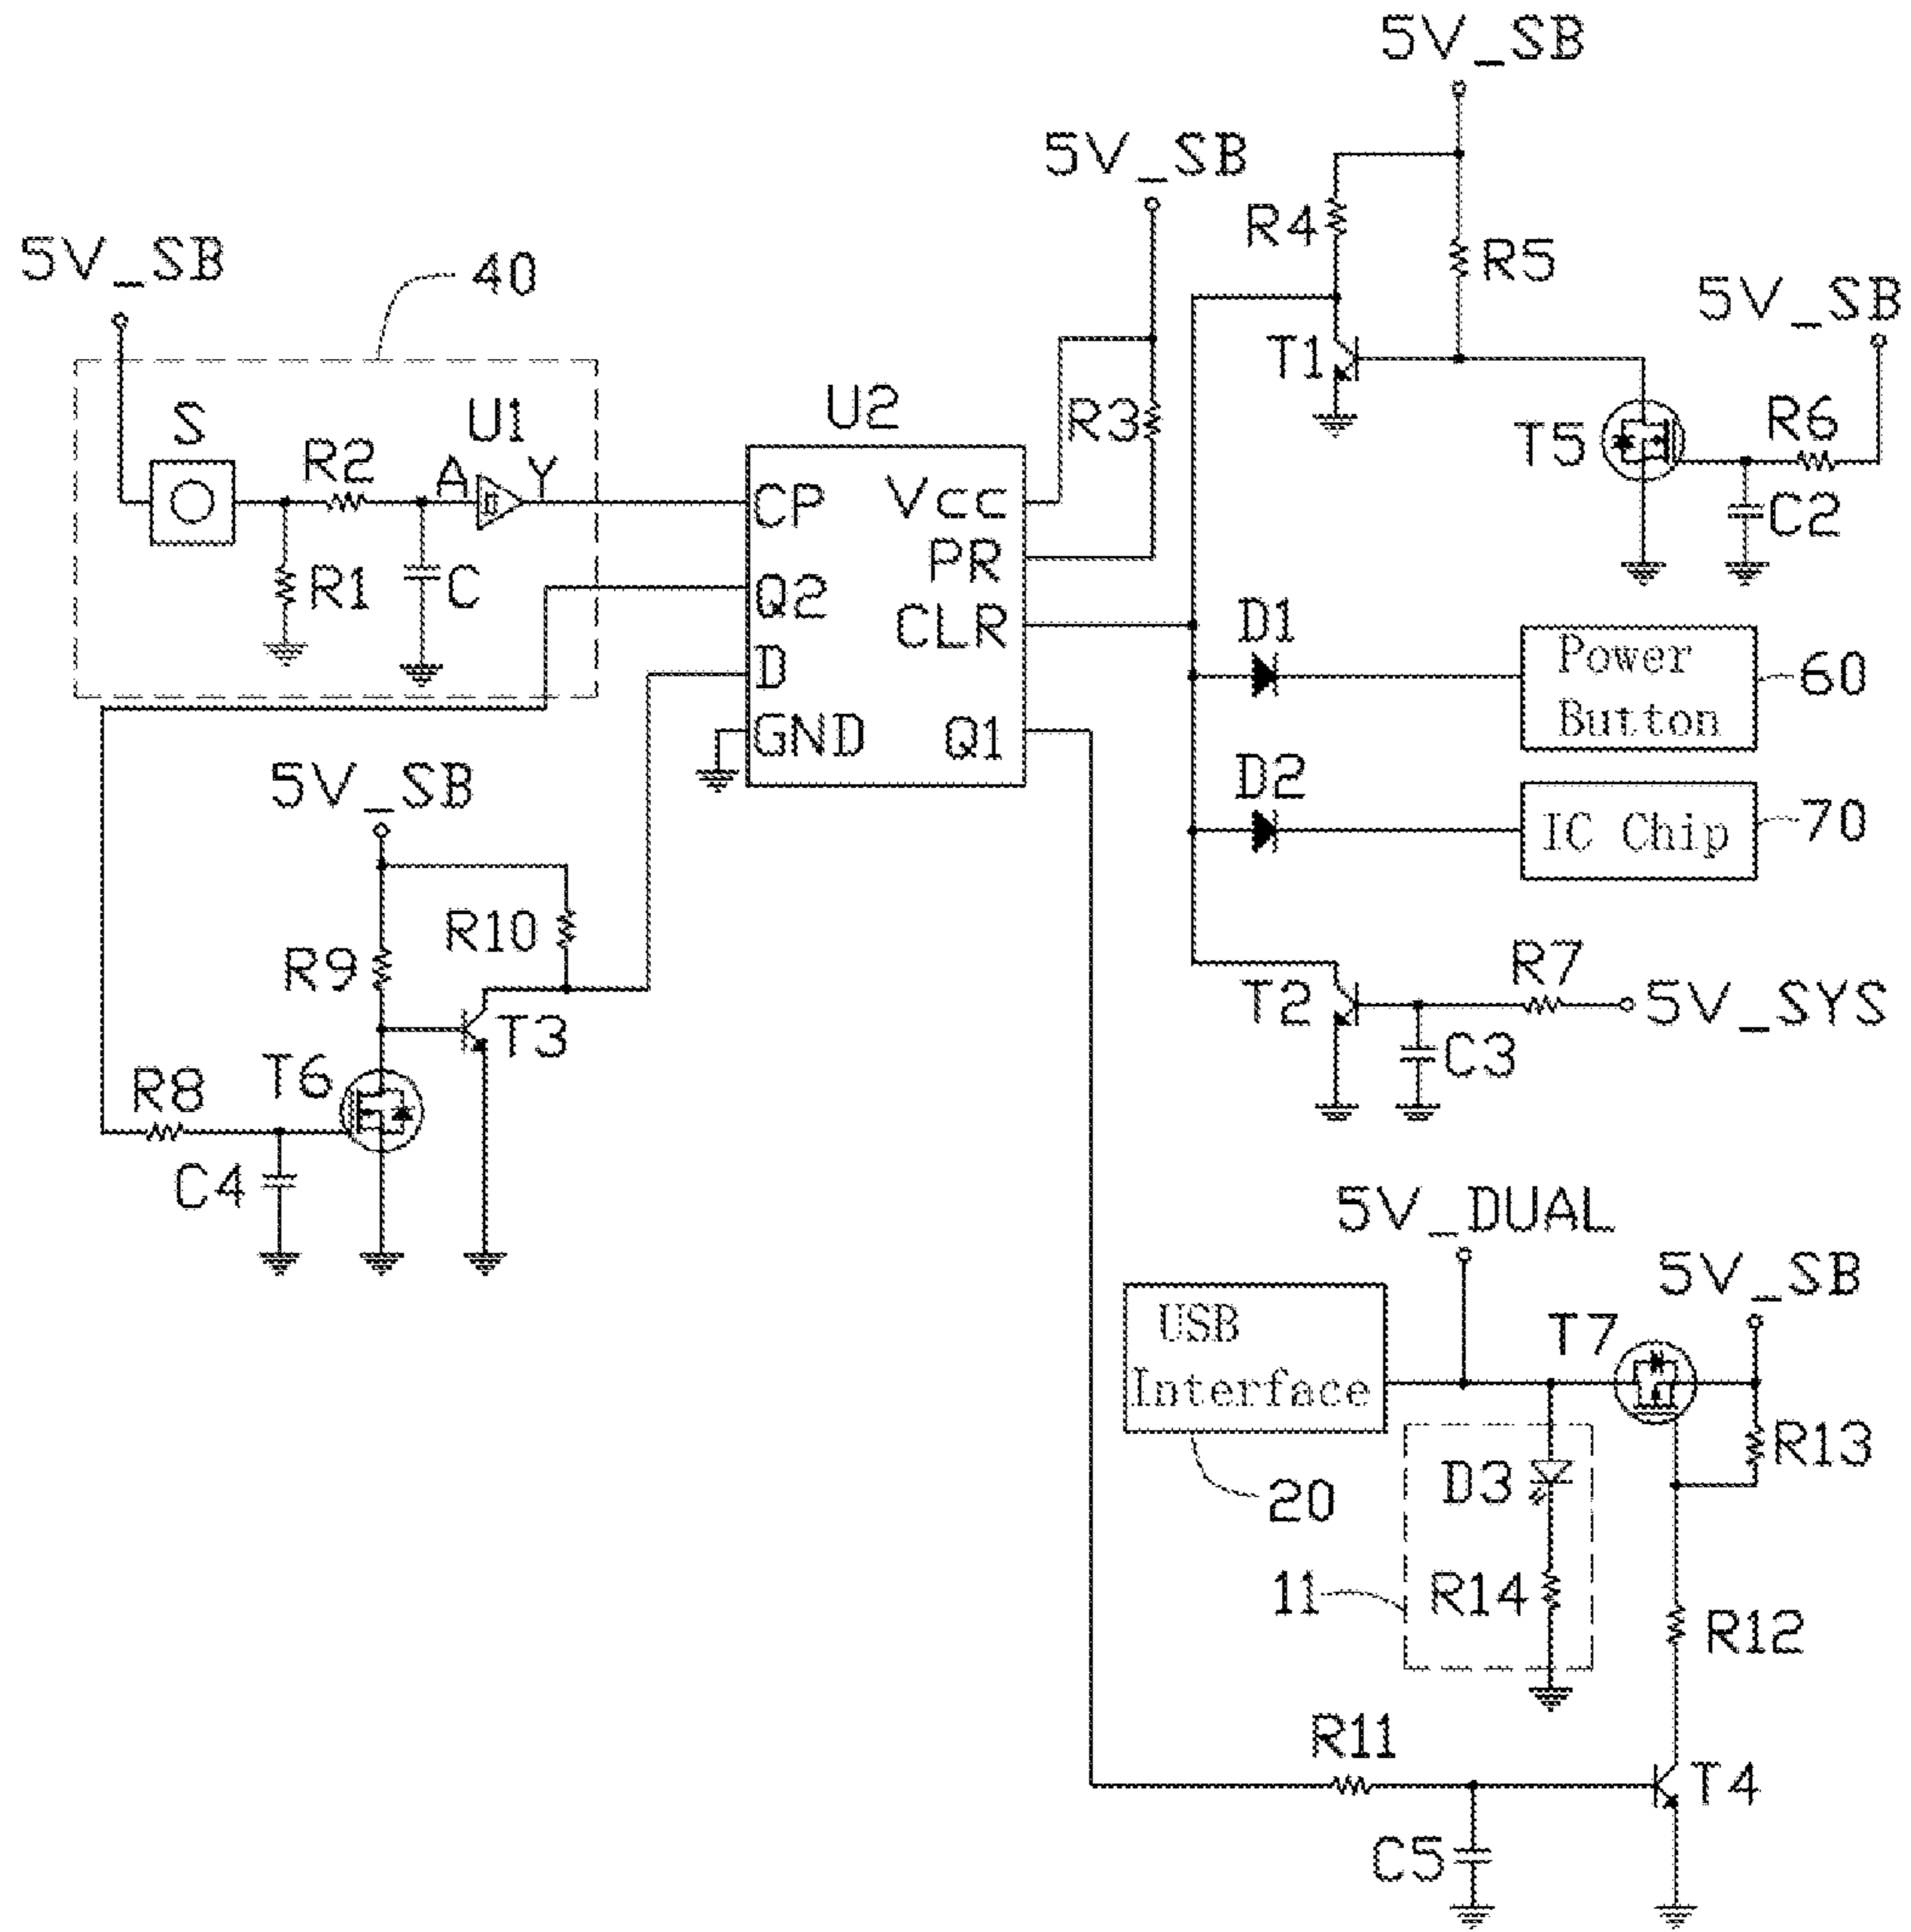 5V_SB
5V_SB
5V_SB
40
R4
R5
5V_SB
S
R2
A
U1
Y
U2
R3
T1
T5
R6
C2
R1
C
CP
Vcc
PR
Q2
CLR
D
GND
Q1
D1
Power
Button
60
D2
IC Chip
70
5V_SB
R9
R10
T3
R8
T6
C4
T2
R7
5V_SYS
C3
5V_DUAL
5V_SB
USB
Interface
20
T7
R13
D3
R14
11
R12
R11
T4
C5